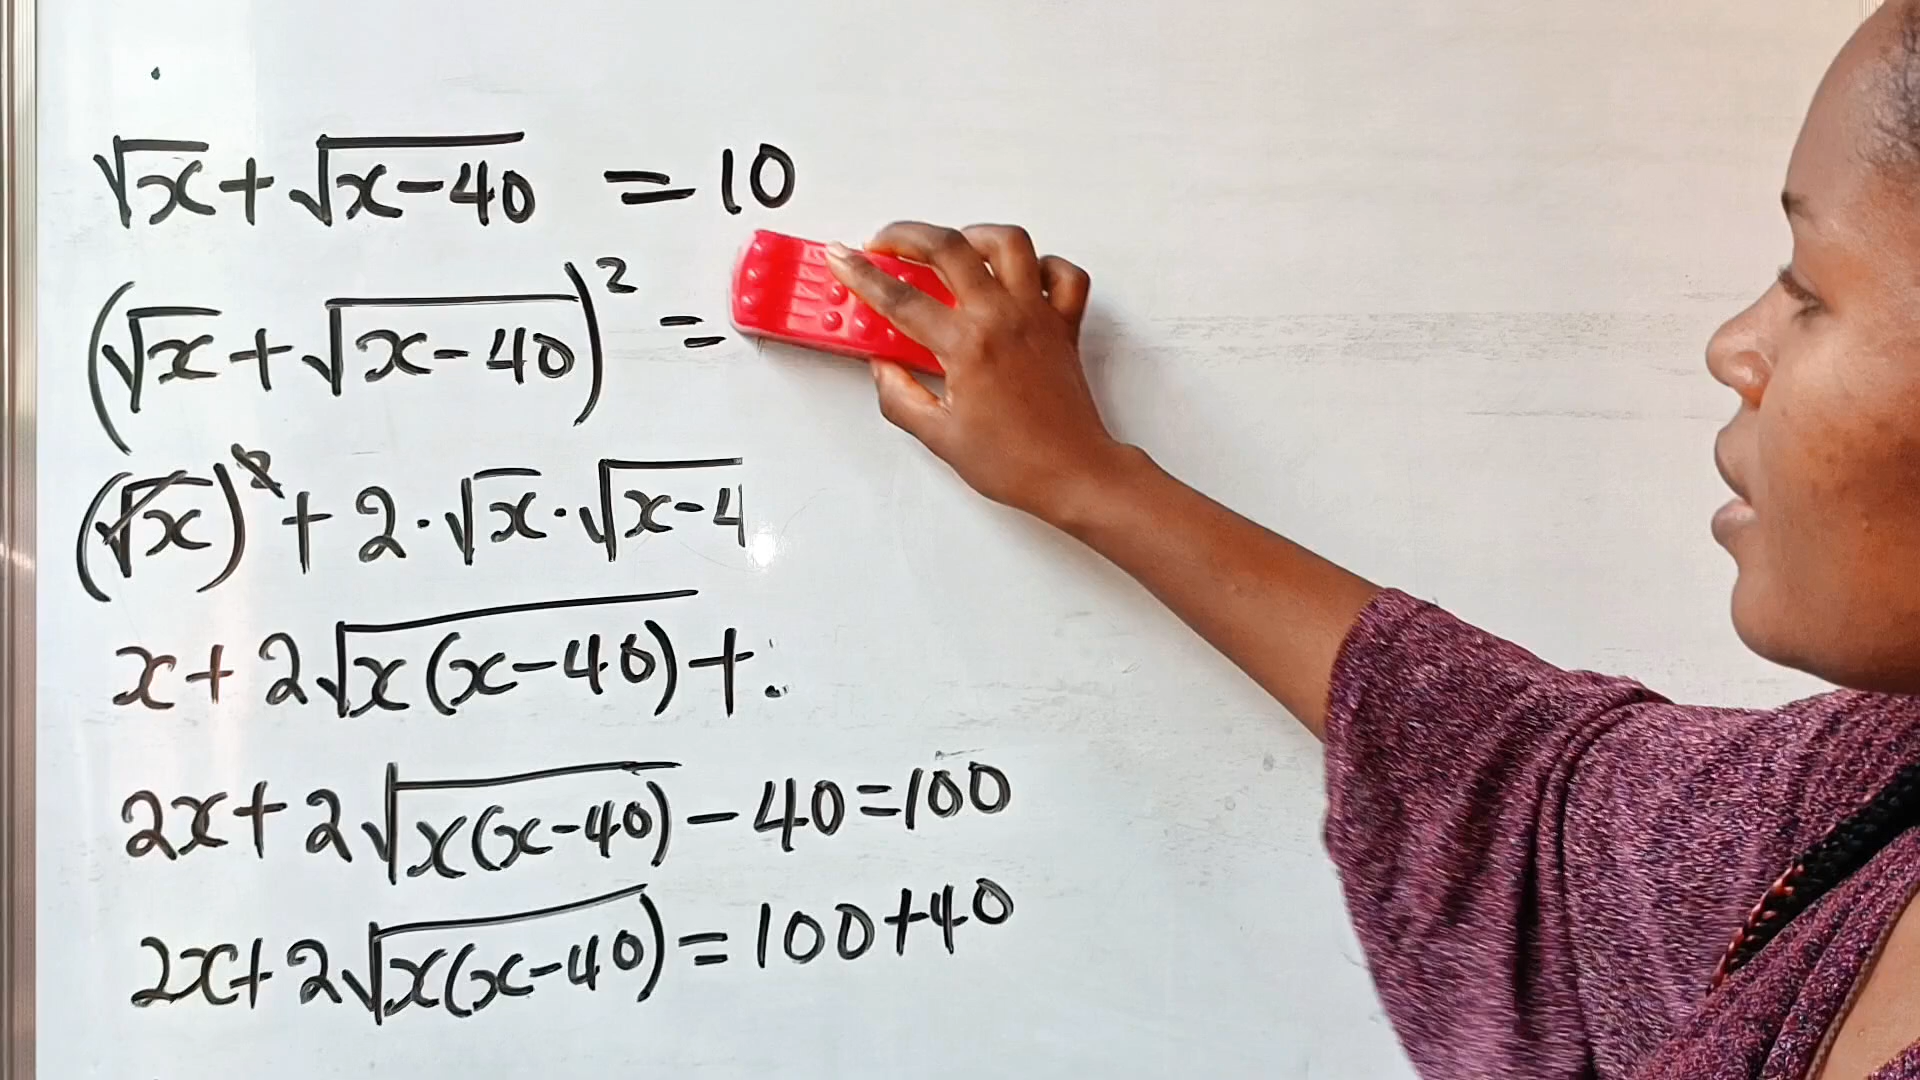 √x + √(x-40) = 10
(√x + √(x-40))² =
(√x)² + 2·√x·√(x-4
x + 2√(x(x-40)) +
2x + 2√(x(x-40)) - 40 = 100
2x + 2√(x(x-40)) = 100+40